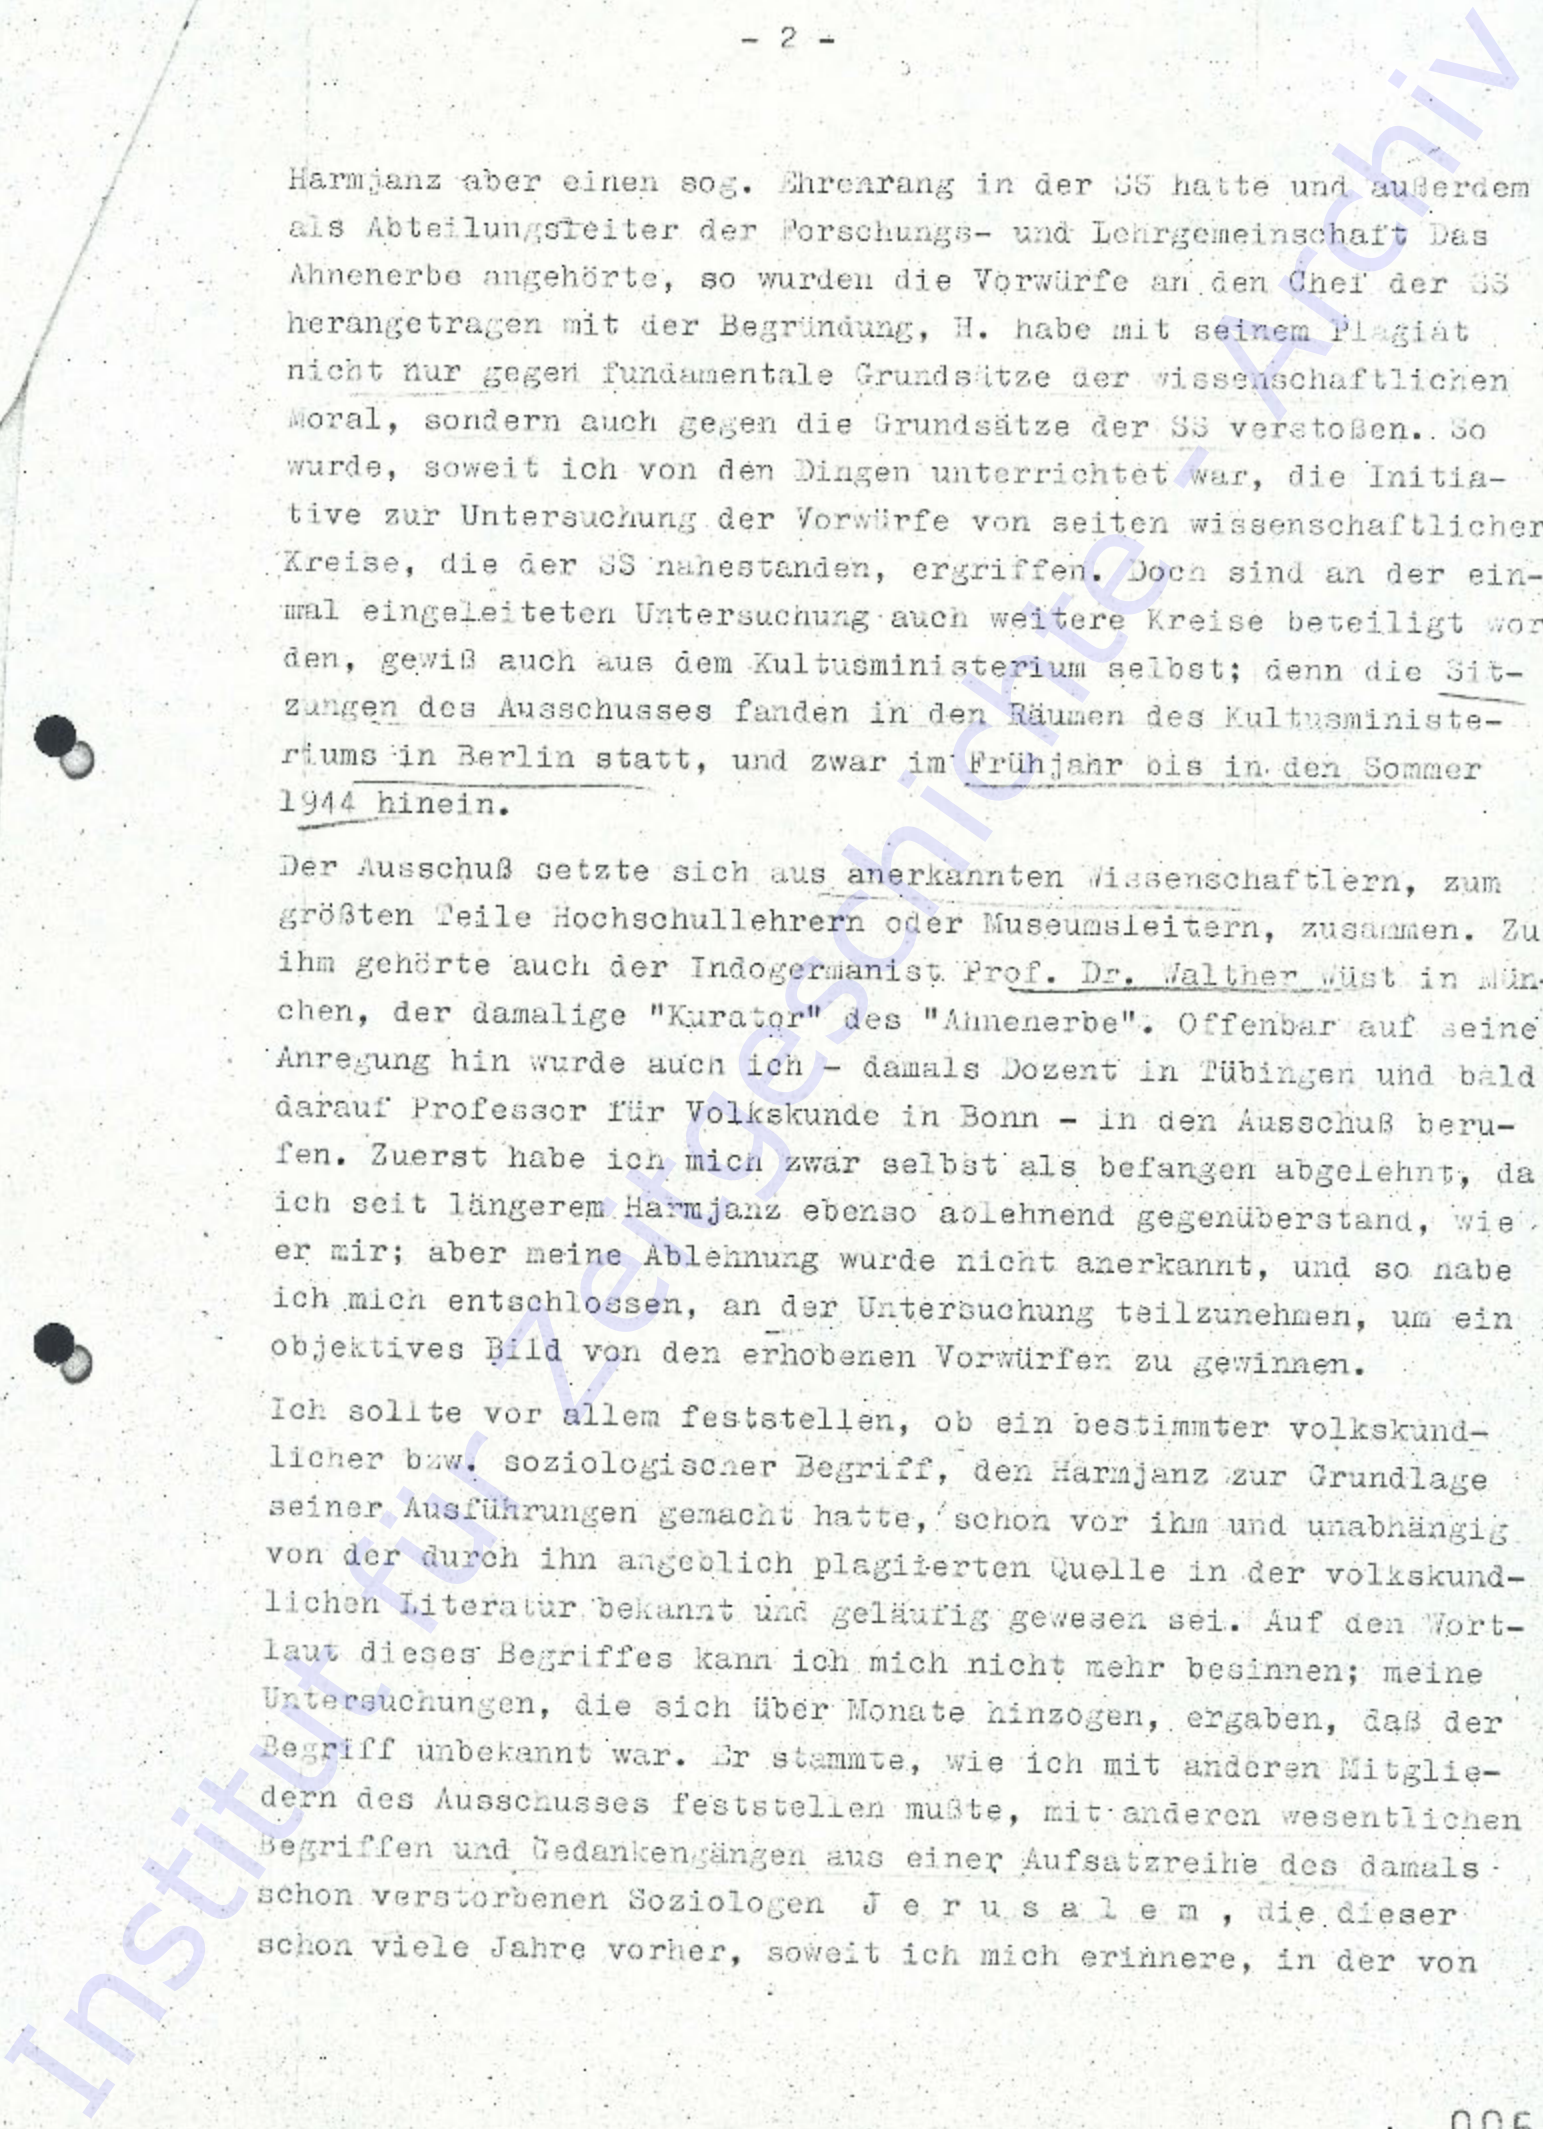 - 2 -
Harmjanz aber einen sog. Ehrenrang in der SS hatte und außerdem
als Abteilungsleiter der Forschungs- und Lehrgemeinschaft Das
Ahnenerbe angehörte, so wurden die Vorwürfe an den Chef der SS
herangetragen mit der Begründung, H. habe mit seinem Plagiat
nicht nur gegen fundamentale Grundsätze der wissenschaftlichen
Moral, sondern auch gegen die Grundsätze der SS verstoßen. So
wurde, soweit ich von den Dingen unterrichtet war, die Initia-
tive zur Untersuchung der Vorwürfe von seiten wissenschaftlicher
Kreise, die der SS nahestanden, ergriffen. Doch sind an der ein-
mal eingeleiteten Untersuchung auch weitere Kreise beteiligt wor
den, gewiß auch aus dem Kultusministerium selbst; denn die Sit-
zungen des Ausschusses fanden in den Räumen des Kultusministe-
riums in Berlin statt, und zwar im Frühjahr bis in den Sommer
1944 hinein.
Der Ausschuß setzte sich aus anerkannten Wissenschaftlern, zum
größten Teile Hochschullehrern oder Museumsleitern, zusammen. Zu
ihm gehörte auch der Indogermanist Prof. Dr. Walther Wüst in Mün-
chen, der damalige "Kurator" des "Ahnenerbe". Offenbar auf seine
Anregung hin wurde auch ich - damals Dozent in Tübingen und bald
darauf Professor für Volkskunde in Bonn - in den Ausschuß beru-
fen. Zuerst habe ich mich zwar selbst als befangen abgelehnt, da
ich seit längerem Harmjanz ebenso ablehnend gegenüberstand, wie
er mir; aber meine Ablehnung wurde nicht anerkannt, und so habe
ich mich entschlossen, an der Untersuchung teilzunehmen, um ein
objektives Bild von den erhobenen Vorwürfen zu gewinnen.
Ich sollte vor allem feststellen, ob ein bestimmter volkskund-
licher bzw. soziologischer Begriff, den Harmjanz zur Grundlage
seiner Ausführungen gemacht hatte, schon vor ihm und unabhängig
von der durch ihn angeblich plagiierten Quelle in der volkskund-
lichen Literatur bekannt und geläufig gewesen sei. Auf den Wort-
laut dieses Begriffes kann ich mich nicht mehr besinnen; meine
Untersuchungen, die sich über Monate hinzogen, ergaben, daß der
Begriff unbekannt war. Er stammte, wie ich mit anderen Mitglie-
dern des Ausschusses feststellen mußte, mit anderen wesentlichen
Begriffen und Gedankengängen aus einer Aufsatzreihe des damals
schon verstorbenen Soziologen J e r u s a l e m , die dieser
schon viele Jahre vorher, soweit ich mich erinnere, in der von
Institut für Zeitgeschichte - Archiv